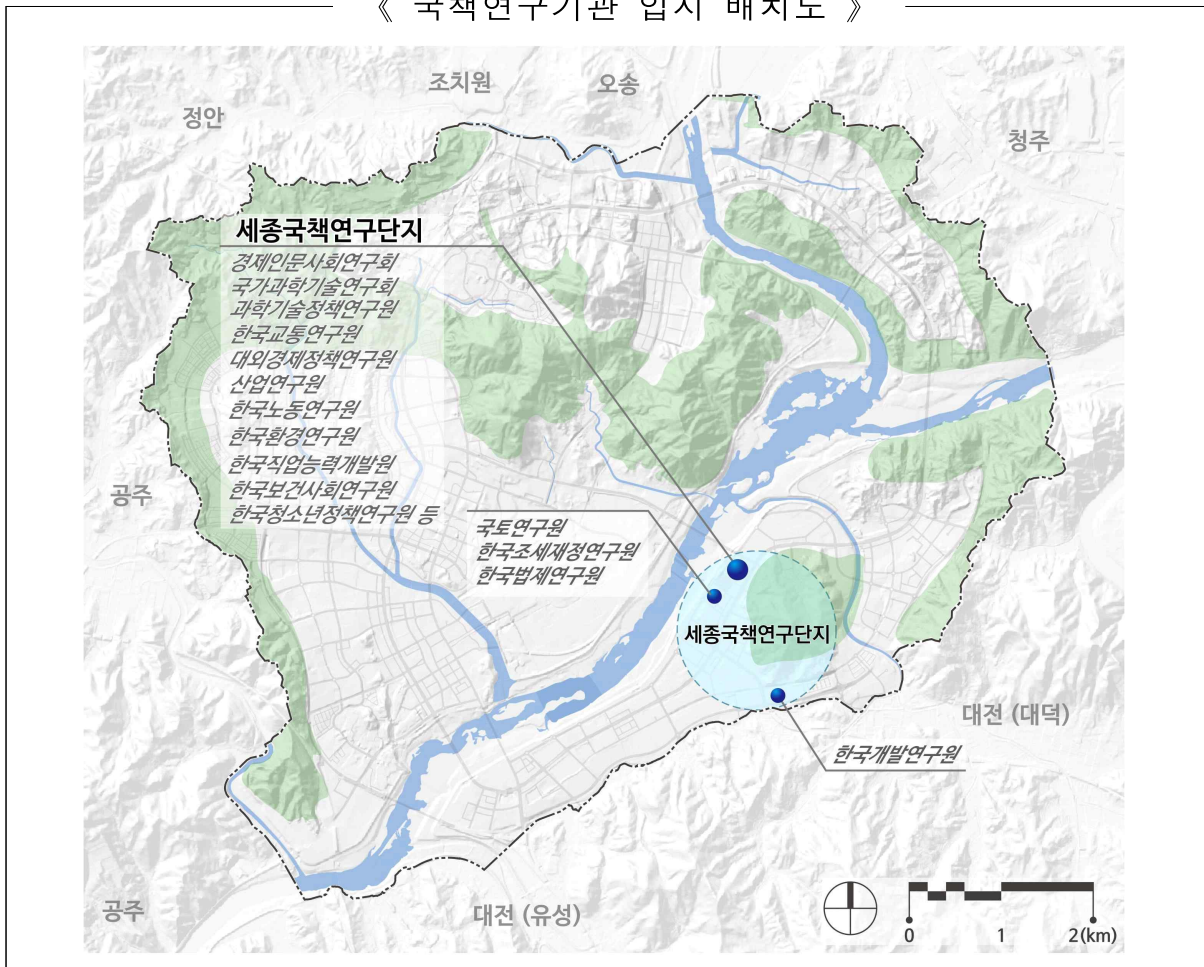 《 국책연구기관 입지 배치도 》
조치원
오송
정안
청주
세종국책연구단지
경제인문사회연구회
국가과학기술연구회
과학기술정책연구원
한국교통연구원
대외경제정책연구원
산업연구원
한국노동연구원
한국환경연구원
한국직업능력개발원
한국보건사회연구원
한국청소년정책연구원 등
공주
국토연구원
한국조세재정연구원
한국법제연구원
세종국책연구단지
대전 (대덕)
한국개발연구원
공주
대전 (유성)
0 1 2(km)